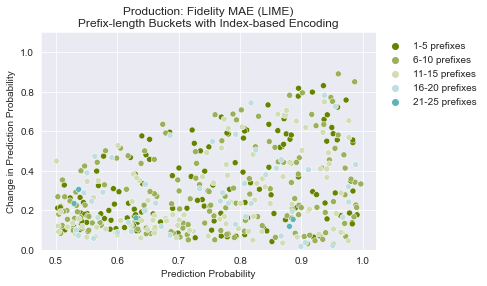 Production: Fidelity MAE (LIME)
Prefix-length Buckets with Index-based Encoding
Change in Prediction Probability
1.0
0.8
0.6
0.4
0.2
0.0
0.5 0.6 0.7 0.8 0.9 1.0
Prediction Probability
1-5 prefixes
6-10 prefixes
11-15 prefixes
16-20 prefixes
21-25 prefixes